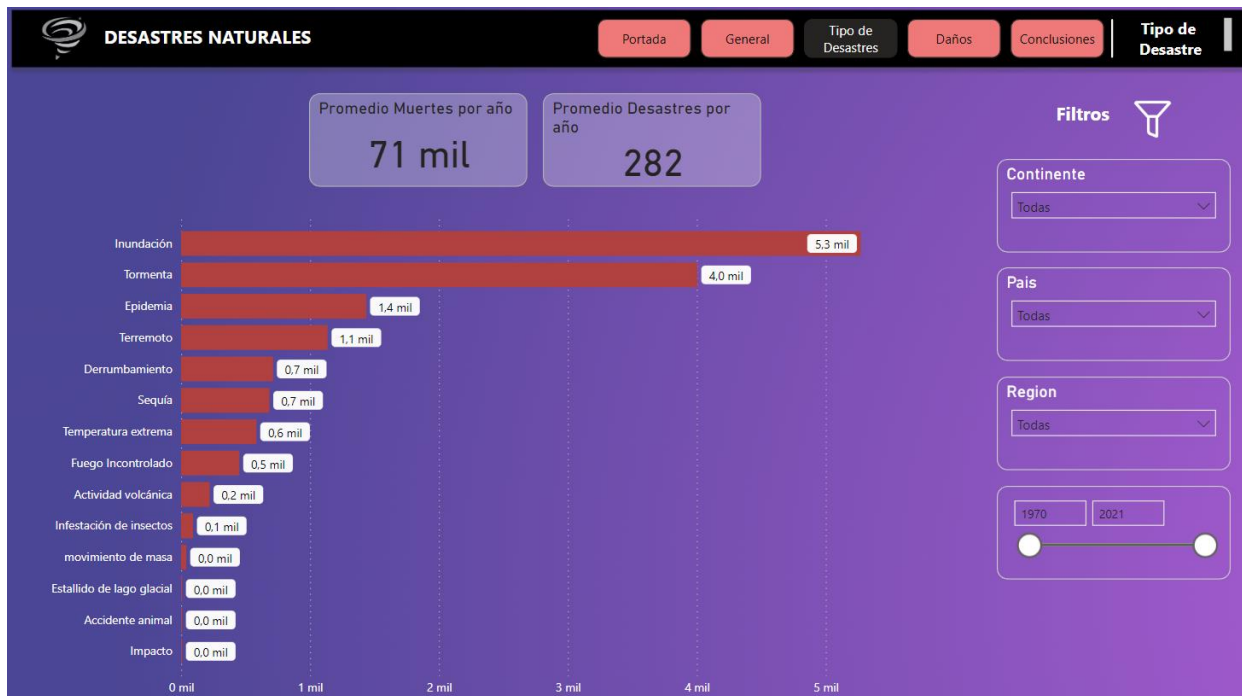 DESASTRES NATURALES
Portada
General
Tipo de
Desastres
Daños
Conclusiones
Tipo de
Desastre
Promedio Muertes por año
71 mil
Promedio Desastres por
año
282
Filtros
Continente
Todas
Pais
Todas
Region
Todas
1970
2021
Inundación
5,3 mil
Tormenta
4,0 mil
Epidemia
1,4 mil
Terremoto
1,1 mil
Derrumbamiento
0,7 mil
Sequía
0,7 mil
Temperatura extrema
0,6 mil
Fuego Incontrolado
0,5 mil
Actividad volcánica
0,2 mil
Infestación de insectos
0,1 mil
movimiento de masa
0,0 mil
Estallido de lago glacial
0,0 mil
Accidente animal
0,0 mil
Impacto
0,0 mil
0 mil
1 mil
2 mil
3 mil
4 mil
5 mil